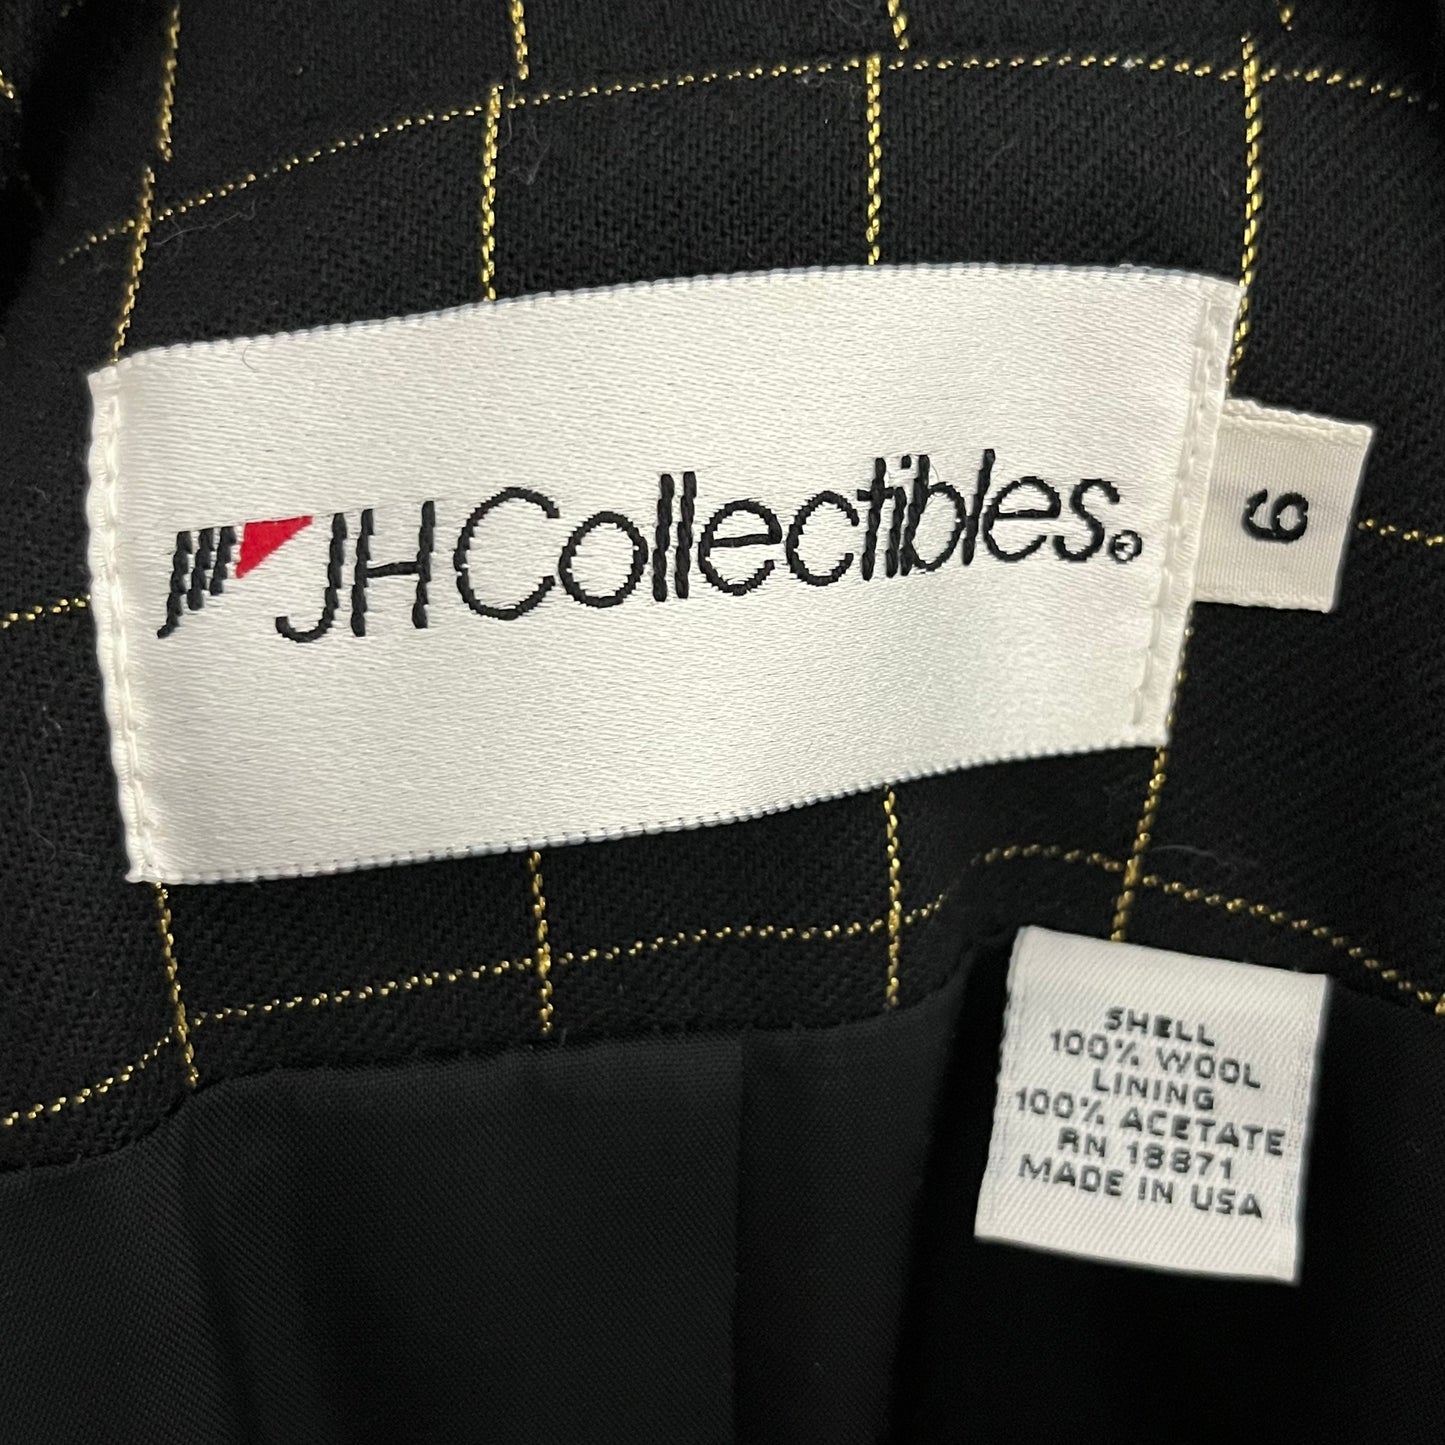 JH Collectibles®
6
SHELL
100% WOOL
LINING
100% ACETATE
RN 18871
MADE IN USA